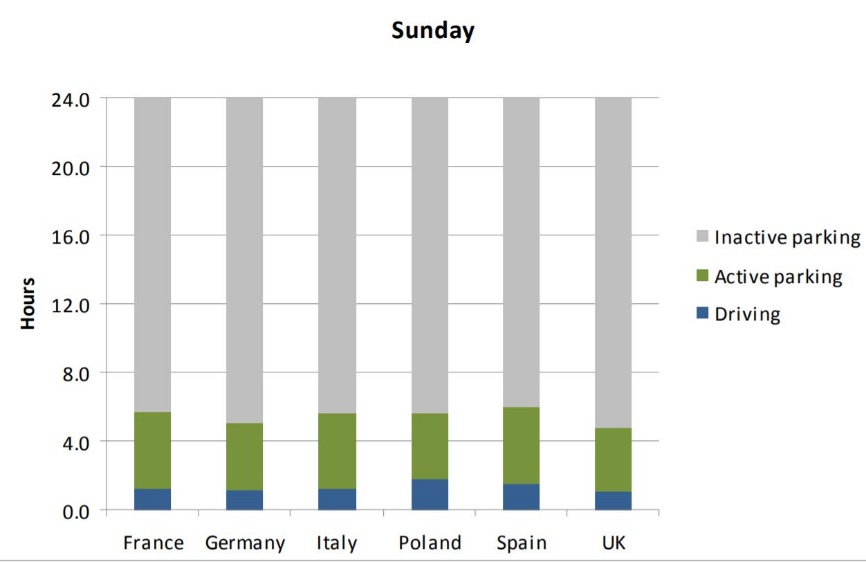 Sunday
24.0
20.0
16.0
12.0
8.0
4.0
0.0
Hours
France Germany Italy Poland Spain UK
Inactive parking
Active parking
Driving